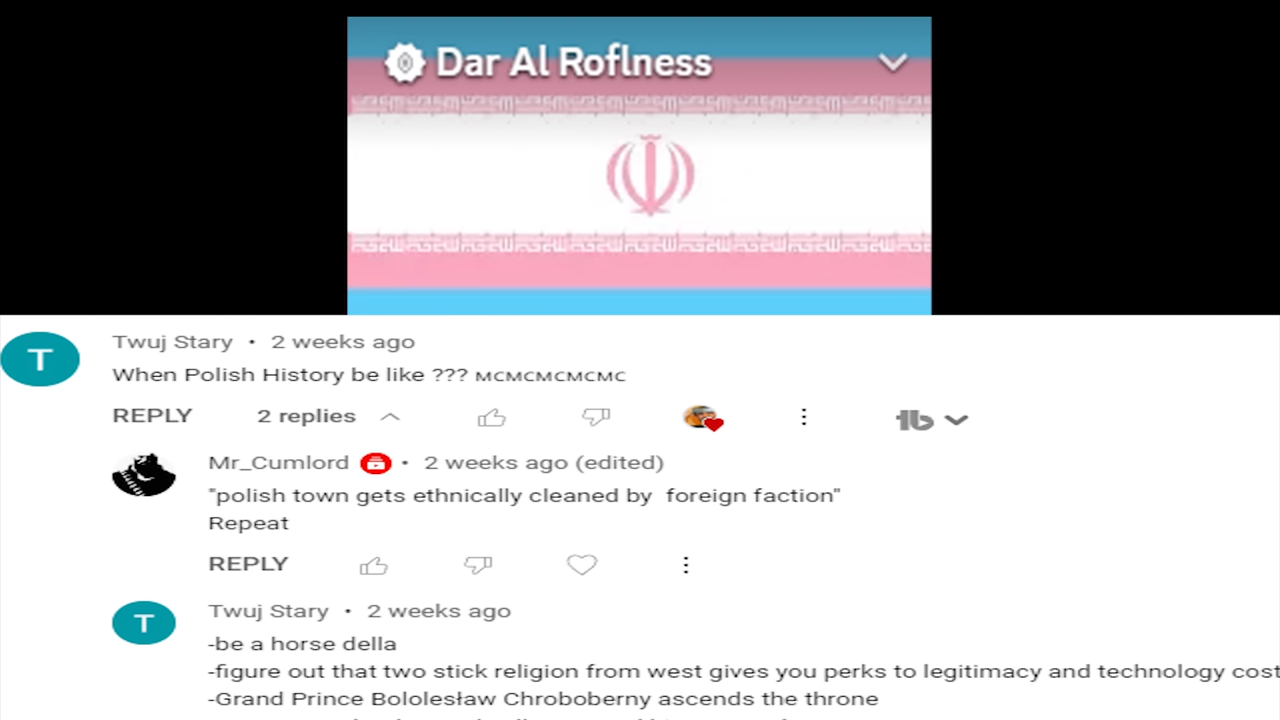 Dar Al Roflness
T
Twuj Stary • 2 weeks ago
When Polish History be like ??? мсмсмсмсмс
REPLY 2 replies
tb
Mr_Cumlord • 2 weeks ago (edited)
"polish town gets ethnically cleaned by foreign faction"
Repeat
REPLY
T
Twuj Stary • 2 weeks ago
-be a horse della
-figure out that two stick religion from west gives you perks to legitimacy and technology cost
-Grand Prince Bololesław Chroboberny ascends the throne